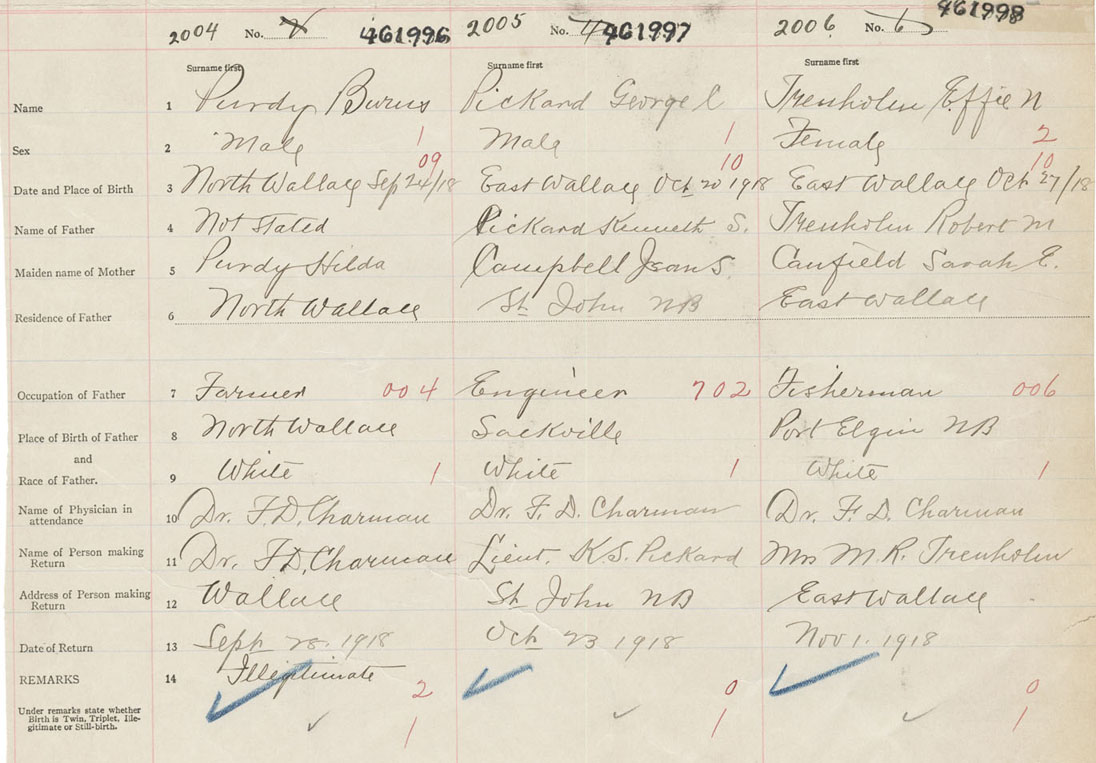 2004 No. 461996 2005 No. 4 461997 2006 No. 6 461998
Surname first Surname first Surname first
Name 1 Purdy Burns Pickard George L Trenholm Effie N
Sex 2 Male 1 Male 1 Female 2
09 10 10
Date and Place of Birth 3 North Wallace Sep 24/18 East Wallace Oct 20 1918 East Wallace Oct 27/18
Name of Father 4 Not Stated Pickard Kenneth S. Trenholm Robert M
Maiden name of Mother 5 Purdy Hilda Campbell Jean S. Canfield Sarah E.
Residence of Father 6 North Wallace St John NB East Wallace
Occupation of Father 7 Farmer 004 Engineer 702 Fisherman 006
Place of Birth of Father 8 North Wallace Sackville Port Elgin NB
and
Race of Father. 9 White 1 White 1 White 1
Name of Physician in
attendance 10 Dr. F. D. Charman Dr. F. D. Charman Dr. F. D. Charman
Name of Person making
Return 11 Dr. F. D. Charman Lieut. K. S. Pickard Mrs M. R. Trenholm
Address of Person making
Return 12 Wallace St John NB East Wallace
Date of Return 13 Sept 28. 1918 Oct 23 1918 Nov 1. 1918
REMARKS 14 Illegitimate 2 0 0
Under remarks state whether
Birth is Twin, Triplet, Ille-
gitimate or Still-birth. 1 1 1